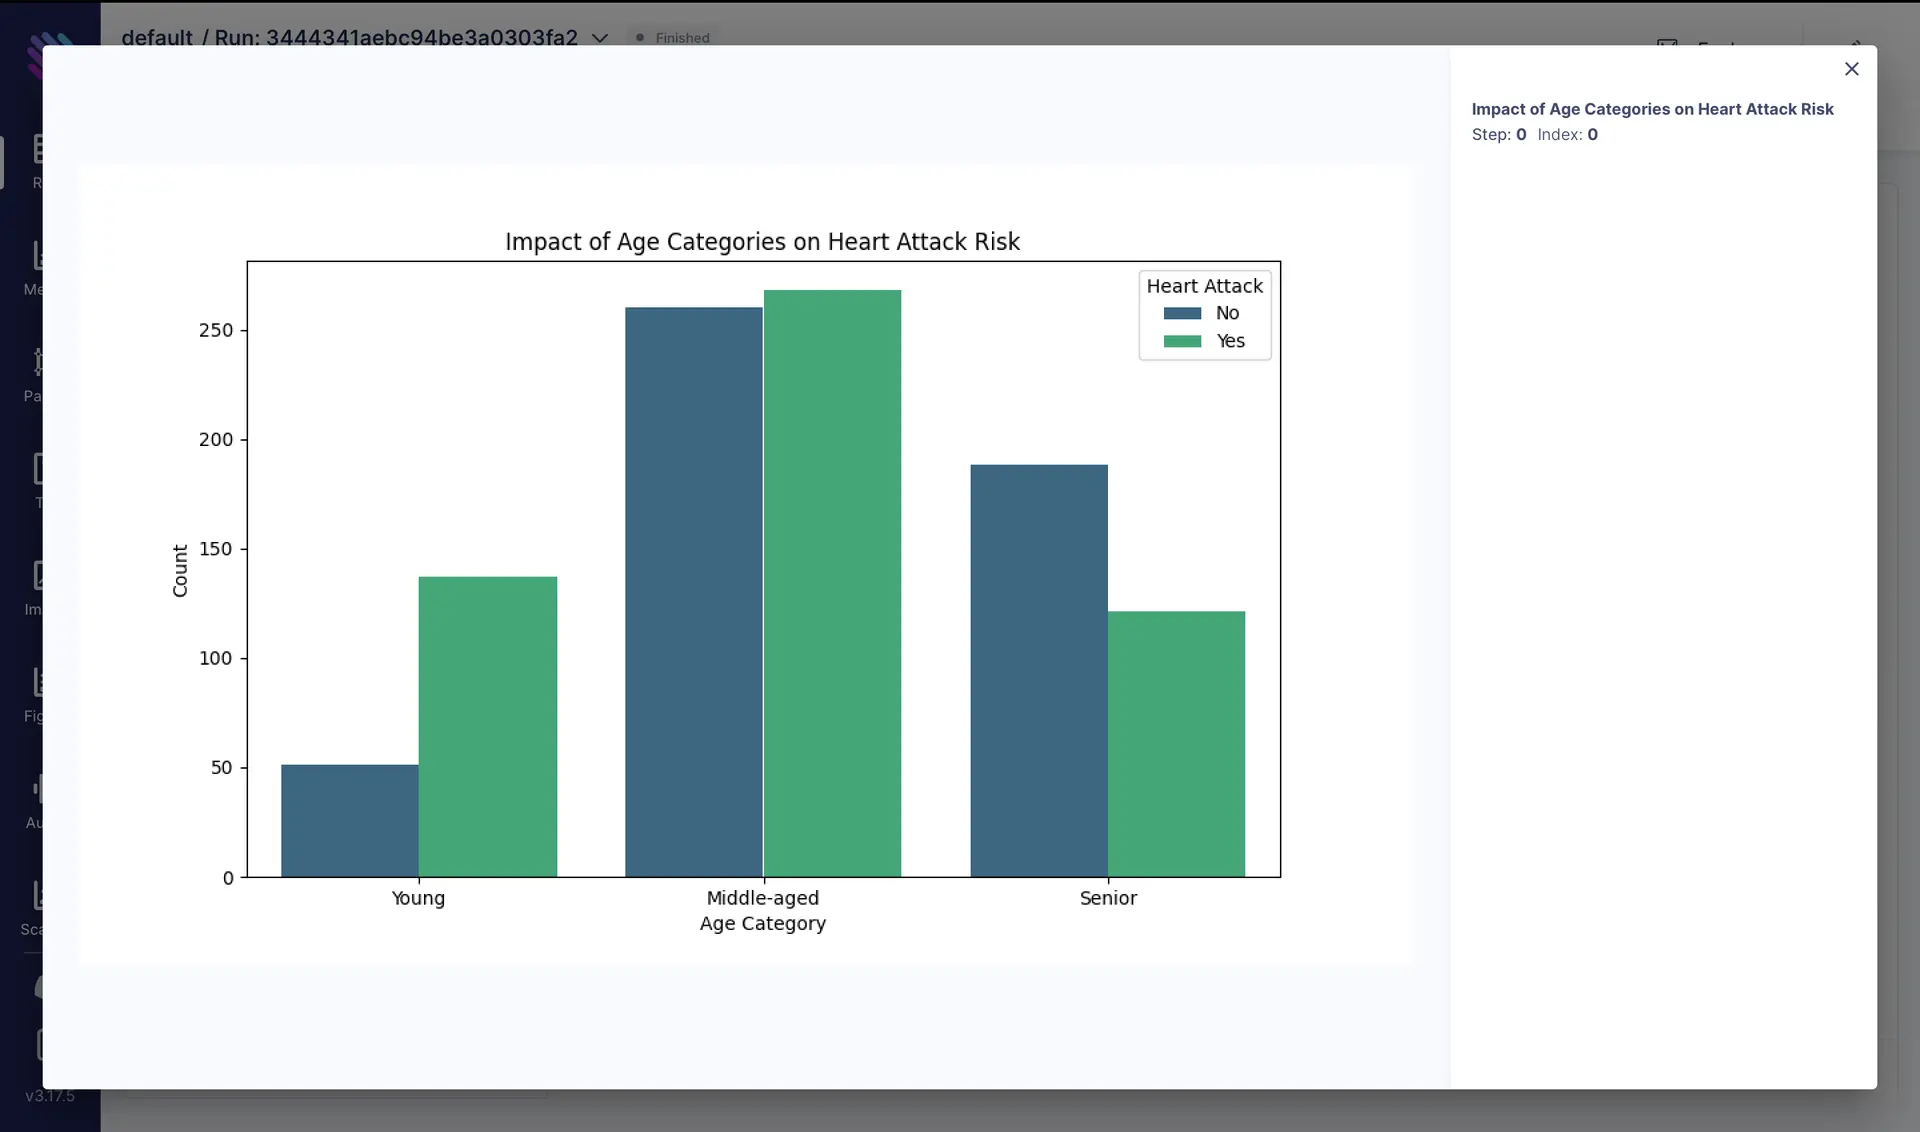 default / Run: 3444341aebc94be3a0303fa2
Finished
Impact of Age Categories on Heart Attack Risk
Step: 0 Index: 0
Impact of Age Categories on Heart Attack Risk
Heart Attack
No
Yes
250
200
150
100
50
0
Count
Young
Middle-aged
Senior
Age Category
v3.17.5